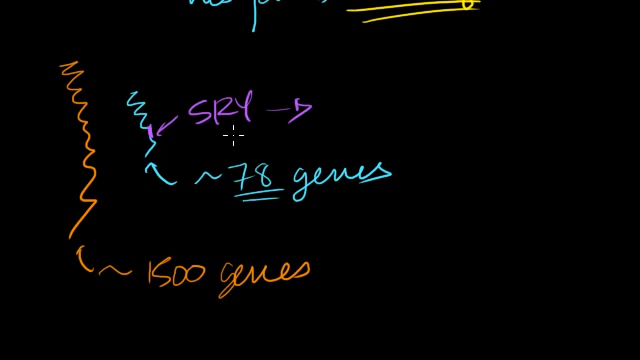 SRY →
~ 78 genes
~ 1500 genes